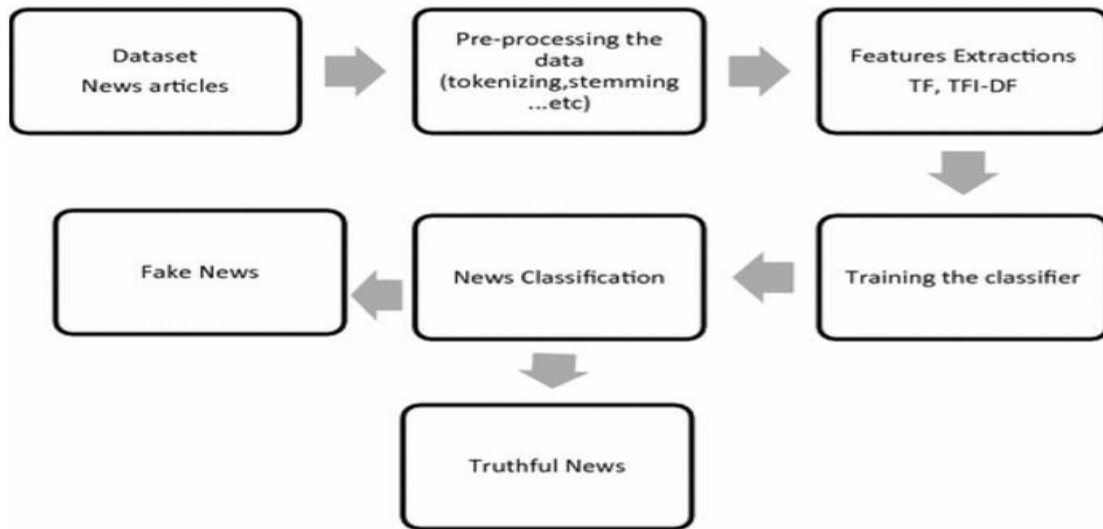 Dataset
News articles
Pre-processing the
data
(tokenizing,stemming
...etc)
Features Extractions
TF, TFI-DF
Fake News
News Classification
Training the classifier
Truthful News